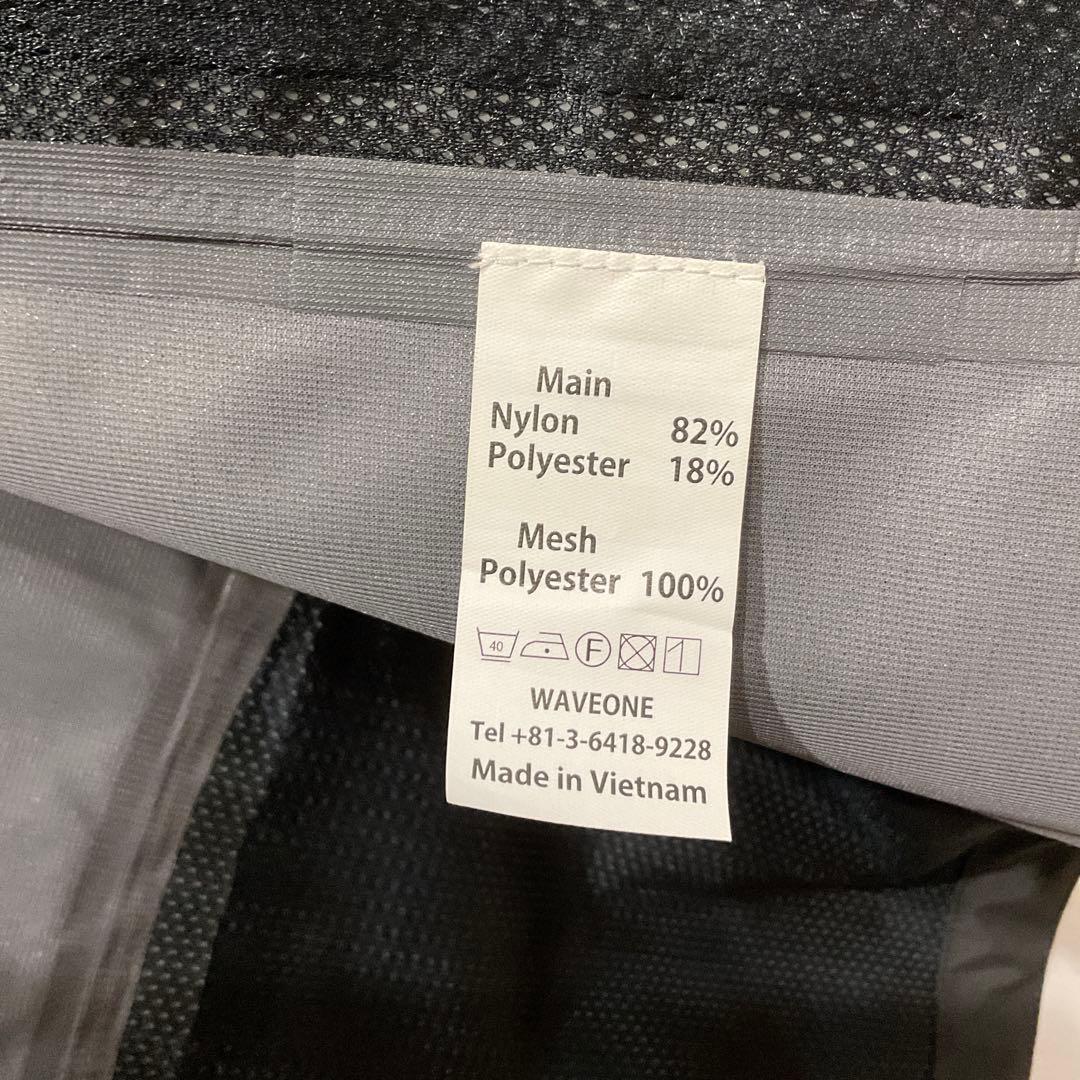 Main
Nylon 82%
Polyester 18%
Mesh
Polyester 100%
40 F
WAVEONE
Tel +81-3-6418-9228
Made in Vietnam